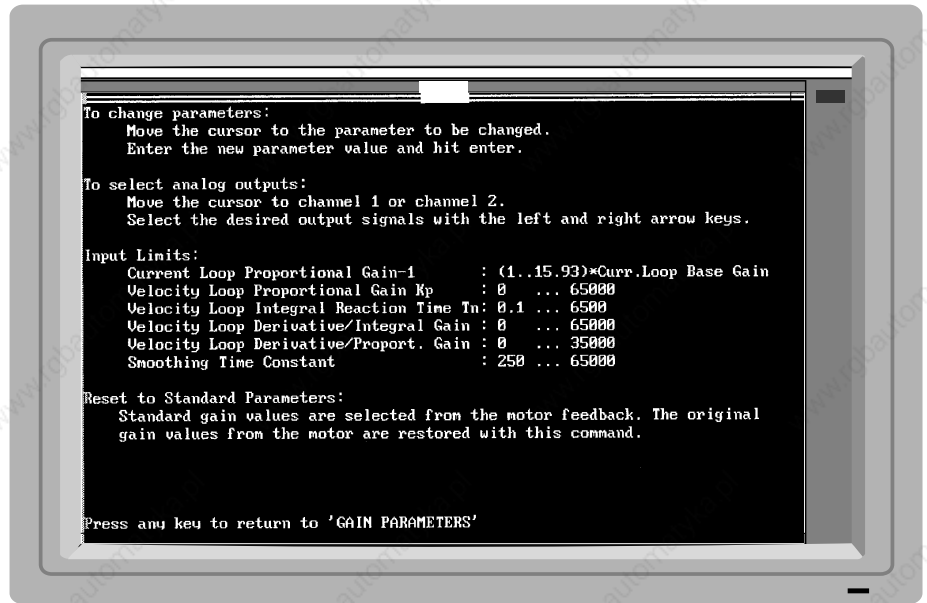 To change parameters:
Move the cursor to the parameter to be changed.
Enter the new parameter value and hit enter.
To select analog outputs:
Move the cursor to channel 1 or channel 2.
Select the desired output signals with the left and right arrow keys.
Input Limits:
Current Loop Proportional Gain-1 : (1..15.93)*Curr.Loop Base Gain
Velocity Loop Proportional Gain Kp : 0 ... 65000
Velocity Loop Integral Reaction Time Tn: 0.1 ... 6500
Velocity Loop Derivative/Integral Gain : 0 ... 65000
Velocity Loop Derivative/Proport. Gain : 0 ... 35000
Smoothing Time Constant : 250 ... 65000
Reset to Standard Parameters:
Standard gain values are selected from the motor feedback. The original
gain values from the motor are restored with this command.
Press any key to return to 'GAIN PARAMETERS'